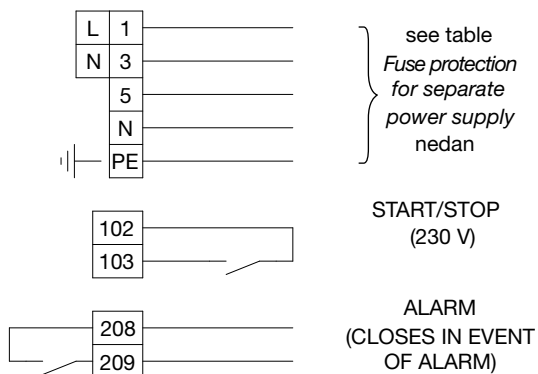 L 1
N 3
5
N
PE
see table
Fuse protection
for separate
power supply
nedan
102
103
START/STOP
(230 V)
208
209
ALARM
(CLOSES IN EVENT
OF ALARM)